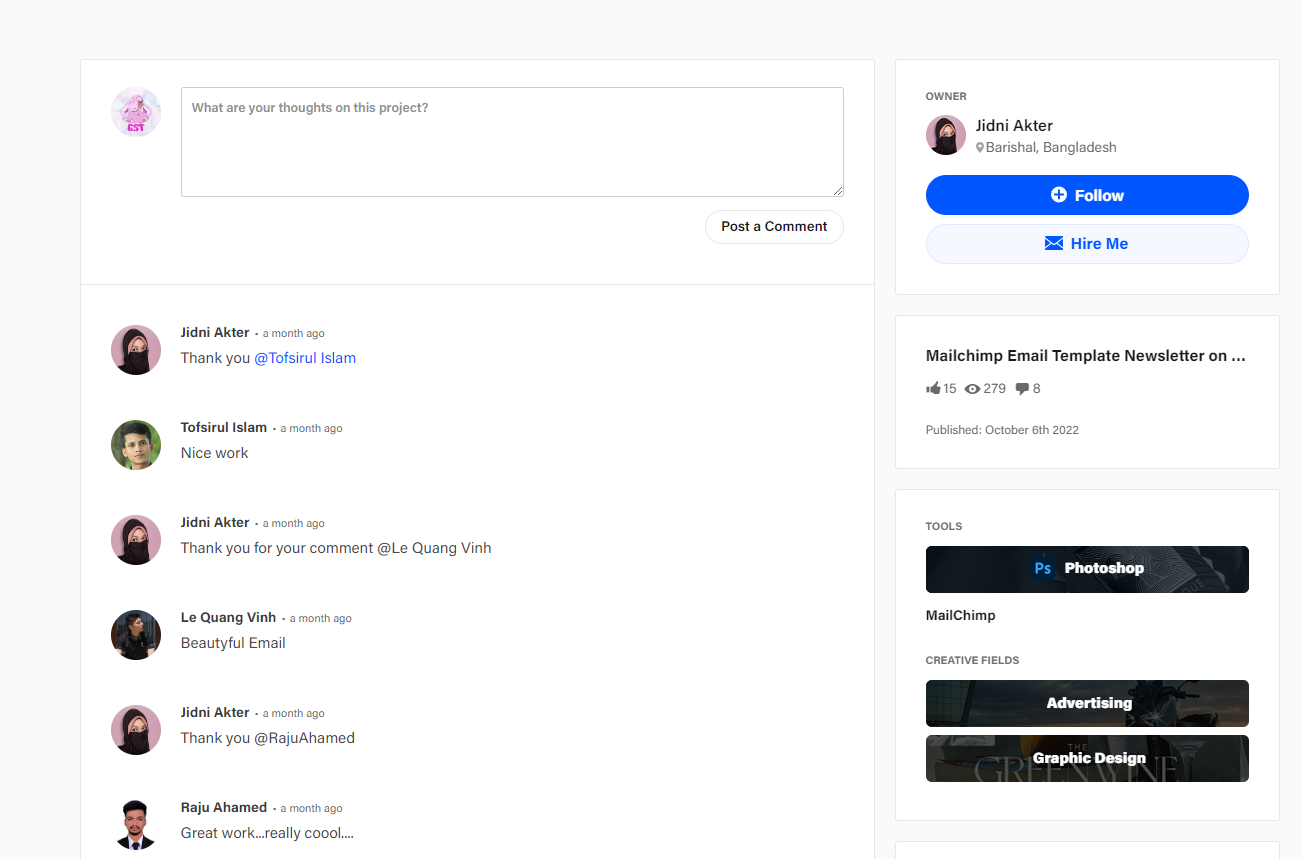 GST
What are your thoughts on this project?
Post a Comment
Jidni Akter • a month ago
Thank you @Tofsirul Islam
Tofsirul Islam • a month ago
Nice work
Jidni Akter • a month ago
Thank you for your comment @Le Quang Vinh
Le Quang Vinh • a month ago
Beautyful Email
Jidni Akter • a month ago
Thank you @RajuAhamed
Raju Ahamed • a month ago
Great work...really coool....
OWNER
Jidni Akter
Barishal, Bangladesh
Follow
Hire Me
Mailchimp Email Template Newsletter on ...
15 279 8
Published: October 6th 2022
TOOLS
Ps Photoshop
MailChimp
CREATIVE FIELDS
Advertising
THE
Graphic Design
GREENWINE